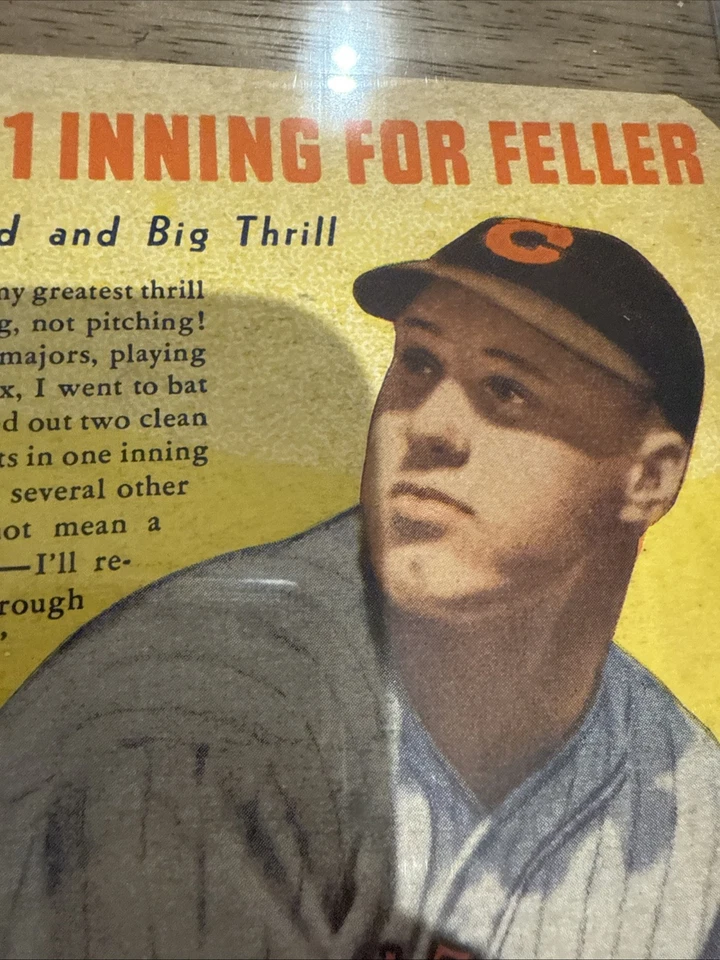 1 INNING FOR FELLER
d and Big Thrill
C
ny greatest thrill
g, not pitching!
majors, playing
x, I went to bat
d out two clean
ts in one inning
several other
not mean a
—I'll re-
rough
,